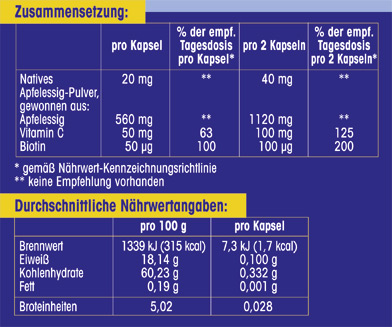 Zusammensetzung:
pro Kapsel % der empf. Tagesdosis pro Kapsel* pro 2 Kapseln % der empf. Tagesdosis pro 2 Kapseln*
Natives 20 mg ** 40 mg **
Apfelessig-Pulver,
gewonnen aus:
Apfelessig 560 mg ** 1120 mg **
Vitamin C 50 mg 63 100 mg 125
Biotin 50 µg 100 100 µg 200
* gemäß Nährwert-Kennzeichnungsrichtlinie
** keine Empfehlung vorhanden
Durchschnittliche Nährwertangaben:
pro 100 g pro Kapsel
Brennwert 1339 kJ (315 kcal) 7,3 kJ (1,7 kcal)
Eiweiß 18,14 g 0,100 g
Kohlenhydrate 60,23 g 0,332 g
Fett 0,19 g 0,001 g
Broteinheiten 5,02 0,028